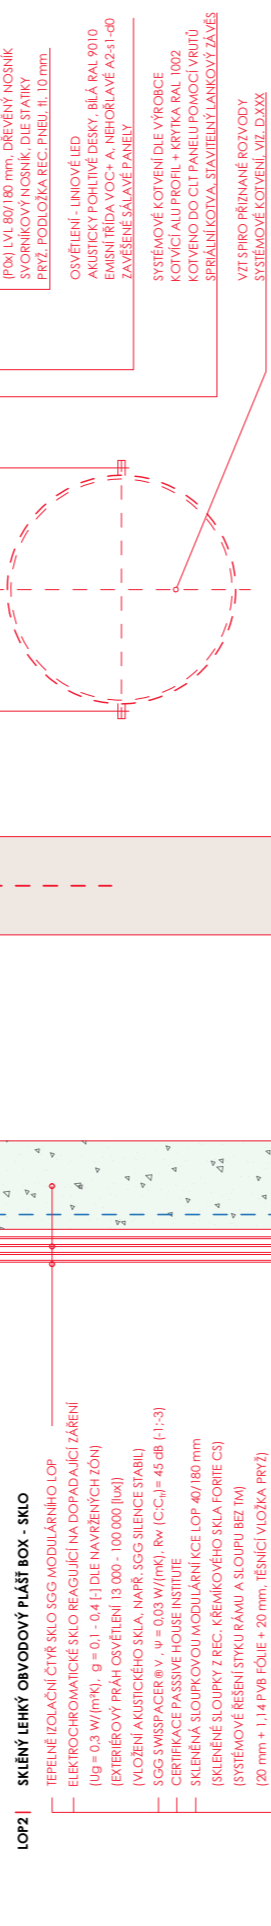 (P0x) LVL 80/180 mm, DŘEVĚNÝ NOSNÍK
SVORNÍKOVÝ NOSNÍK, DLE STATIKY
PRYŽ. PODLOŽKA REC. PNEU, tl. 10 mm
OSVĚTLENÍ - LINIOVÉ LED
AKUSTICKY POHLTIVÉ DESKY, BÍLÁ RAL 9010
EMISNÍ TŘÍDA VOC+ A, NEHOŘLAVÉ A2-s1-d0
ZAVĚŠENÉ SÁLAVÉ PANELY
SYSTÉMOVÉ KOTVENÍ DLE VÝROBCE
KOTVÍCÍ ALU PROFIL + KRYTKA RAL 1002
KOTVENO DO CLT PANELU POMOCÍ VRUTŮ
SPRIÁLNÍ KOTVA, STAVITELNÝ LANKOVÝ ZÁVĚS
VZT SPIRO PŘIZNANÉ ROZVODY
SYSTÉMOVÉ KOTVENÍ, VIZ. D.XXX
LOP2 | SKLĚNÝ LEHKÝ OBVODOVÝ PLÁŠŤ BOX - SKLO
TEPELNĚ IZOLAČNÍ ČTYŘ SKLO SGG MODULÁRNÍHO LOP
ELEKTROCHROMATICKÉ SKLO REAGUJÍCÍ NA DOPADAJÍCÍ ZÁŘENÍ
(Ug = 0,3 W/(m²K), g = 0,1 - 0,4 [-] DLE NAVRŽENÝCH ZÓN)
(EXTERIÉROVÝ PRÁH OSVĚTLENÍ 13 000 - 100 000 [lux])
(VLOŽENÍ AKUSTICKÉHO SKLA, NAPŘ. SGG SILENCE STABIL)
SGG SWISSPACER ® V , Ψ = 0,03 W/(mK), Rw (C;Ctr)= 45 dB (-1;-3)
CERTIFIKACE PASSSIVE HOUSE INSTITUTE
SKLENĚNÁ SLOUPKOVOU MODULÁRNÍ KCE LOP 40/180 mm
(SKLENĚNÉ SLOUPKY Z REC. KŘEMÍKOVÉHO SKLA FORITE CS)
(SYSTÉMOVÉ ŘEŠENÍ STYKU RÁMU A SLOUPU BEZ TM)
(20 mm + 1,14 PVB FÓLIE + 20 mm, TĚSNÍCÍ VLOŽKA PRYŽ)